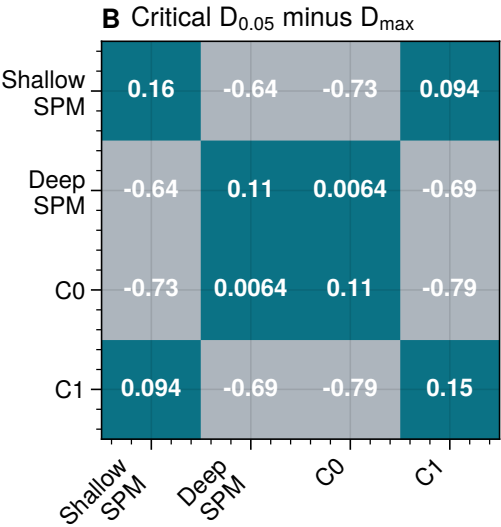 B Critical D0.05 minus Dmax
Shallow
SPM
0.16 -0.64 -0.73 0.094
Deep
SPM
-0.64 0.11 0.0064 -0.69
C0
-0.73 0.0064 0.11 -0.79
C1
0.094 -0.69 -0.79 0.15
Shallow
SPM
Deep
SPM
C0
C1